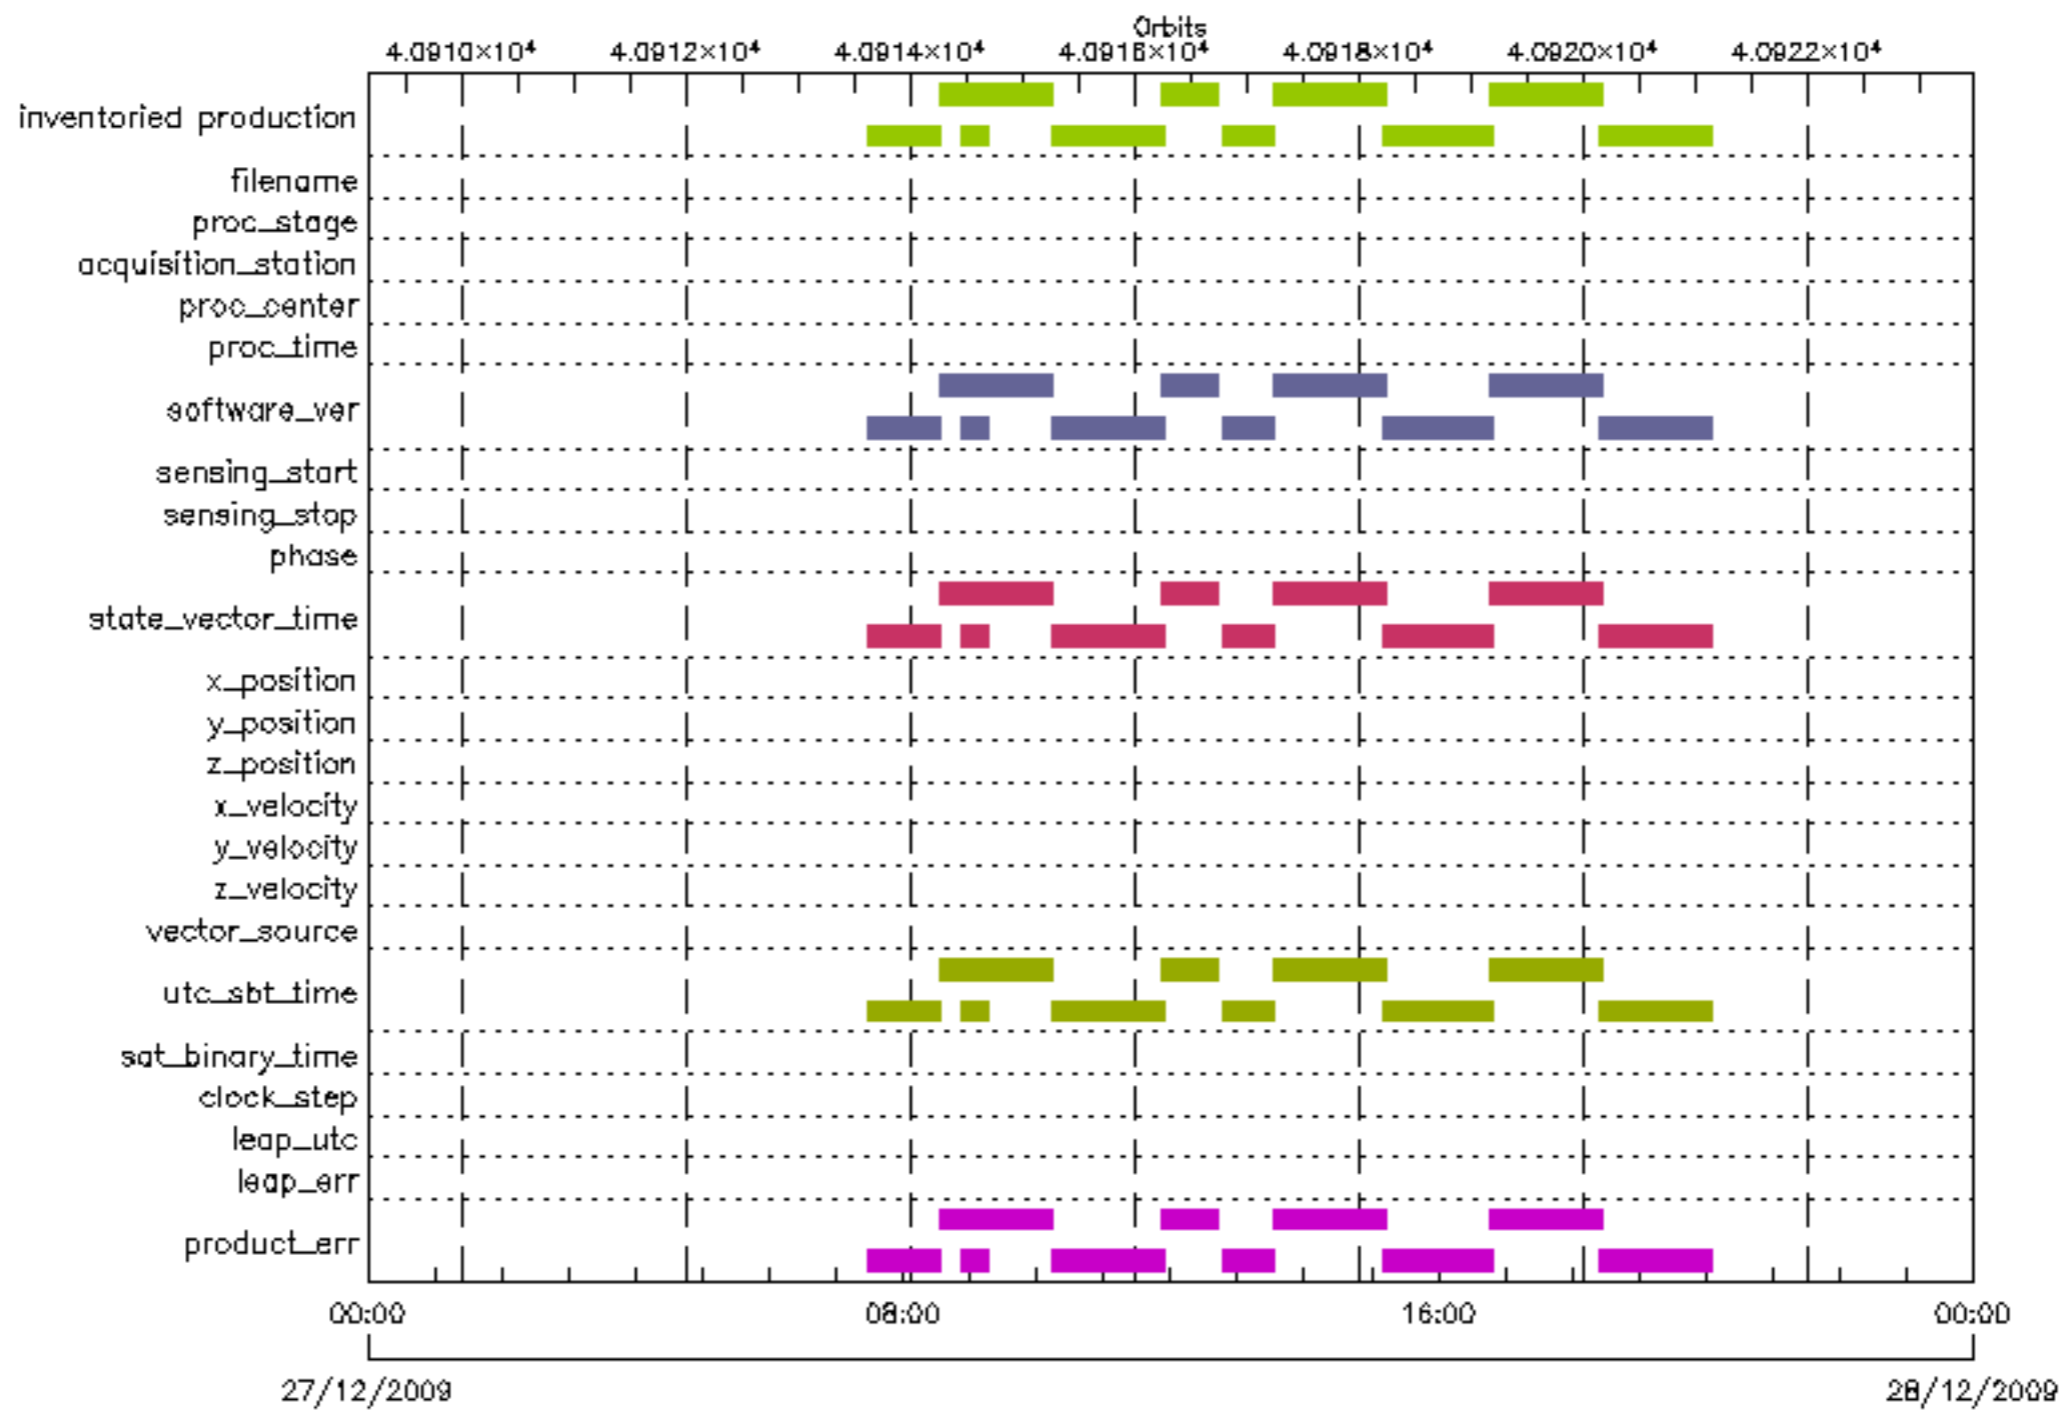 Orbits
4.0910×10⁴ 4.0912×10⁴ 4.0914×10⁴ 4.0916×10⁴ 4.0918×10⁴ 4.0920×10⁴ 4.0922×10⁴
inventoried production
filename
proc_stage
acquisition_station
proc_center
proc_time
software_ver
sensing_start
sensing_stop
phase
state_vector_time
x_position
y_position
z_position
x_velocity
y_velocity
z_velocity
vector_source
utc_sbt_time
sat_binary_time
clock_step
leap_utc
leap_err
product_err
00:00 08:00 16:00 00:00
27/12/2009 28/12/2009